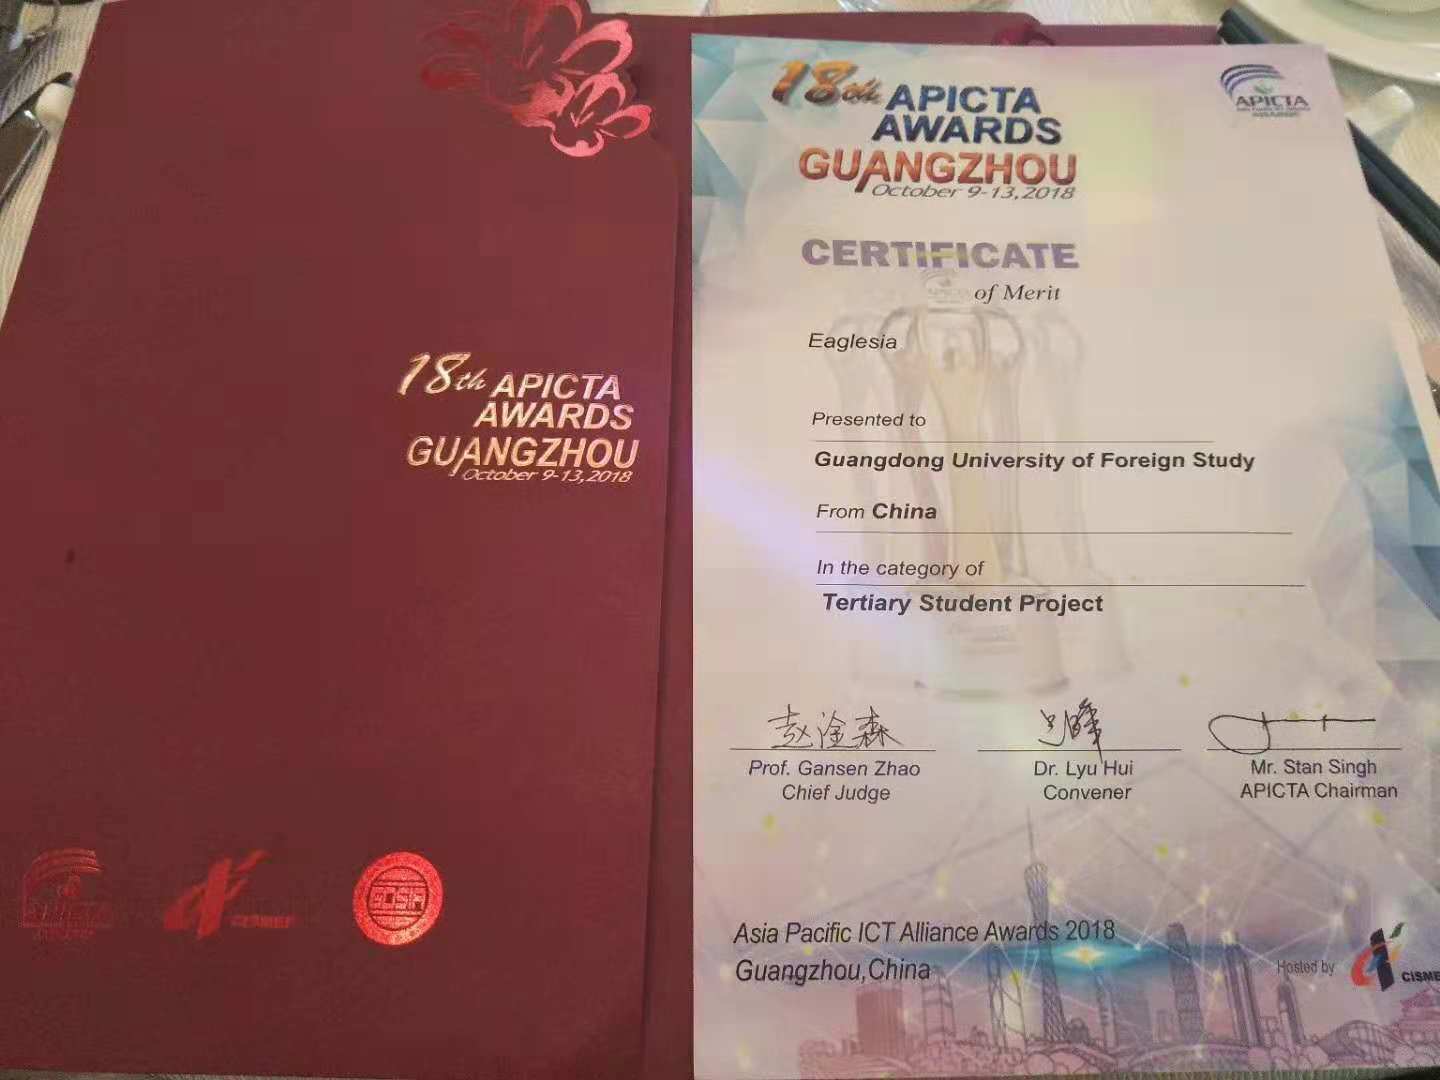 18th APICTA
AWARDS
GUANGZHOU
October 9-13,2018
18th APICTA
AWARDS
GUANGZHOU
October 9-13,2018
APICTA
CERTIFICATE
of Merit
Eaglesia
Presented to
Guangdong University of Foreign Study
From China
In the category of
Tertiary Student Project
Prof. Gansen Zhao
Chief Judge
Dr. Lyu Hui
Convener
Mr. Stan Singh
APICTA Chairman
Asia Pacific ICT Alliance Awards 2018
Guangzhou,China
Hosted by
CISME